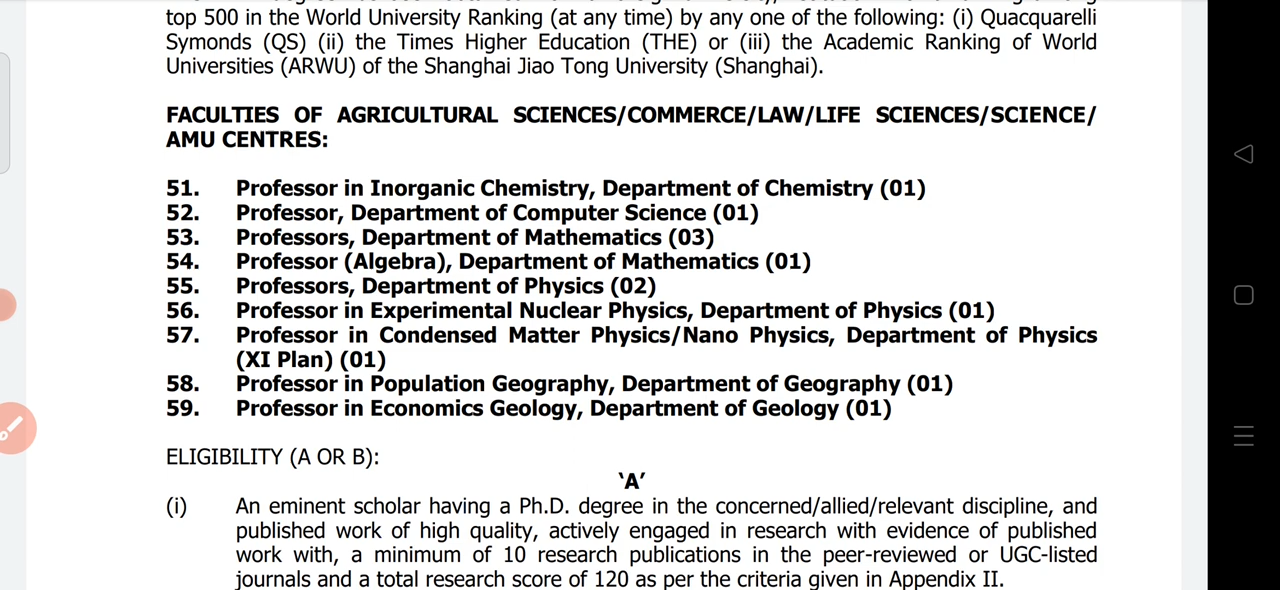 top 500 in the World University Ranking (at any time) by any one of the following: (i) Quacquarelli
Symonds (QS) (ii) the Times Higher Education (THE) or (iii) the Academic Ranking of World
Universities (ARWU) of the Shanghai Jiao Tong University (Shanghai).
FACULTIES OF AGRICULTURAL SCIENCES/COMMERCE/LAW/LIFE SCIENCES/SCIENCE/
AMU CENTRES:
51. Professor in Inorganic Chemistry, Department of Chemistry (01)
52. Professor, Department of Computer Science (01)
53. Professors, Department of Mathematics (03)
54. Professor (Algebra), Department of Mathematics (01)
55. Professors, Department of Physics (02)
56. Professor in Experimental Nuclear Physics, Department of Physics (01)
57. Professor in Condensed Matter Physics/Nano Physics, Department of Physics
(XI Plan) (01)
58. Professor in Population Geography, Department of Geography (01)
59. Professor in Economics Geology, Department of Geology (01)
ELIGIBILITY (A OR B):
‘A’
(i) An eminent scholar having a Ph.D. degree in the concerned/allied/relevant discipline, and
published work of high quality, actively engaged in research with evidence of published
work with, a minimum of 10 research publications in the peer-reviewed or UGC-listed
journals and a total research score of 120 as per the criteria given in Appendix II.